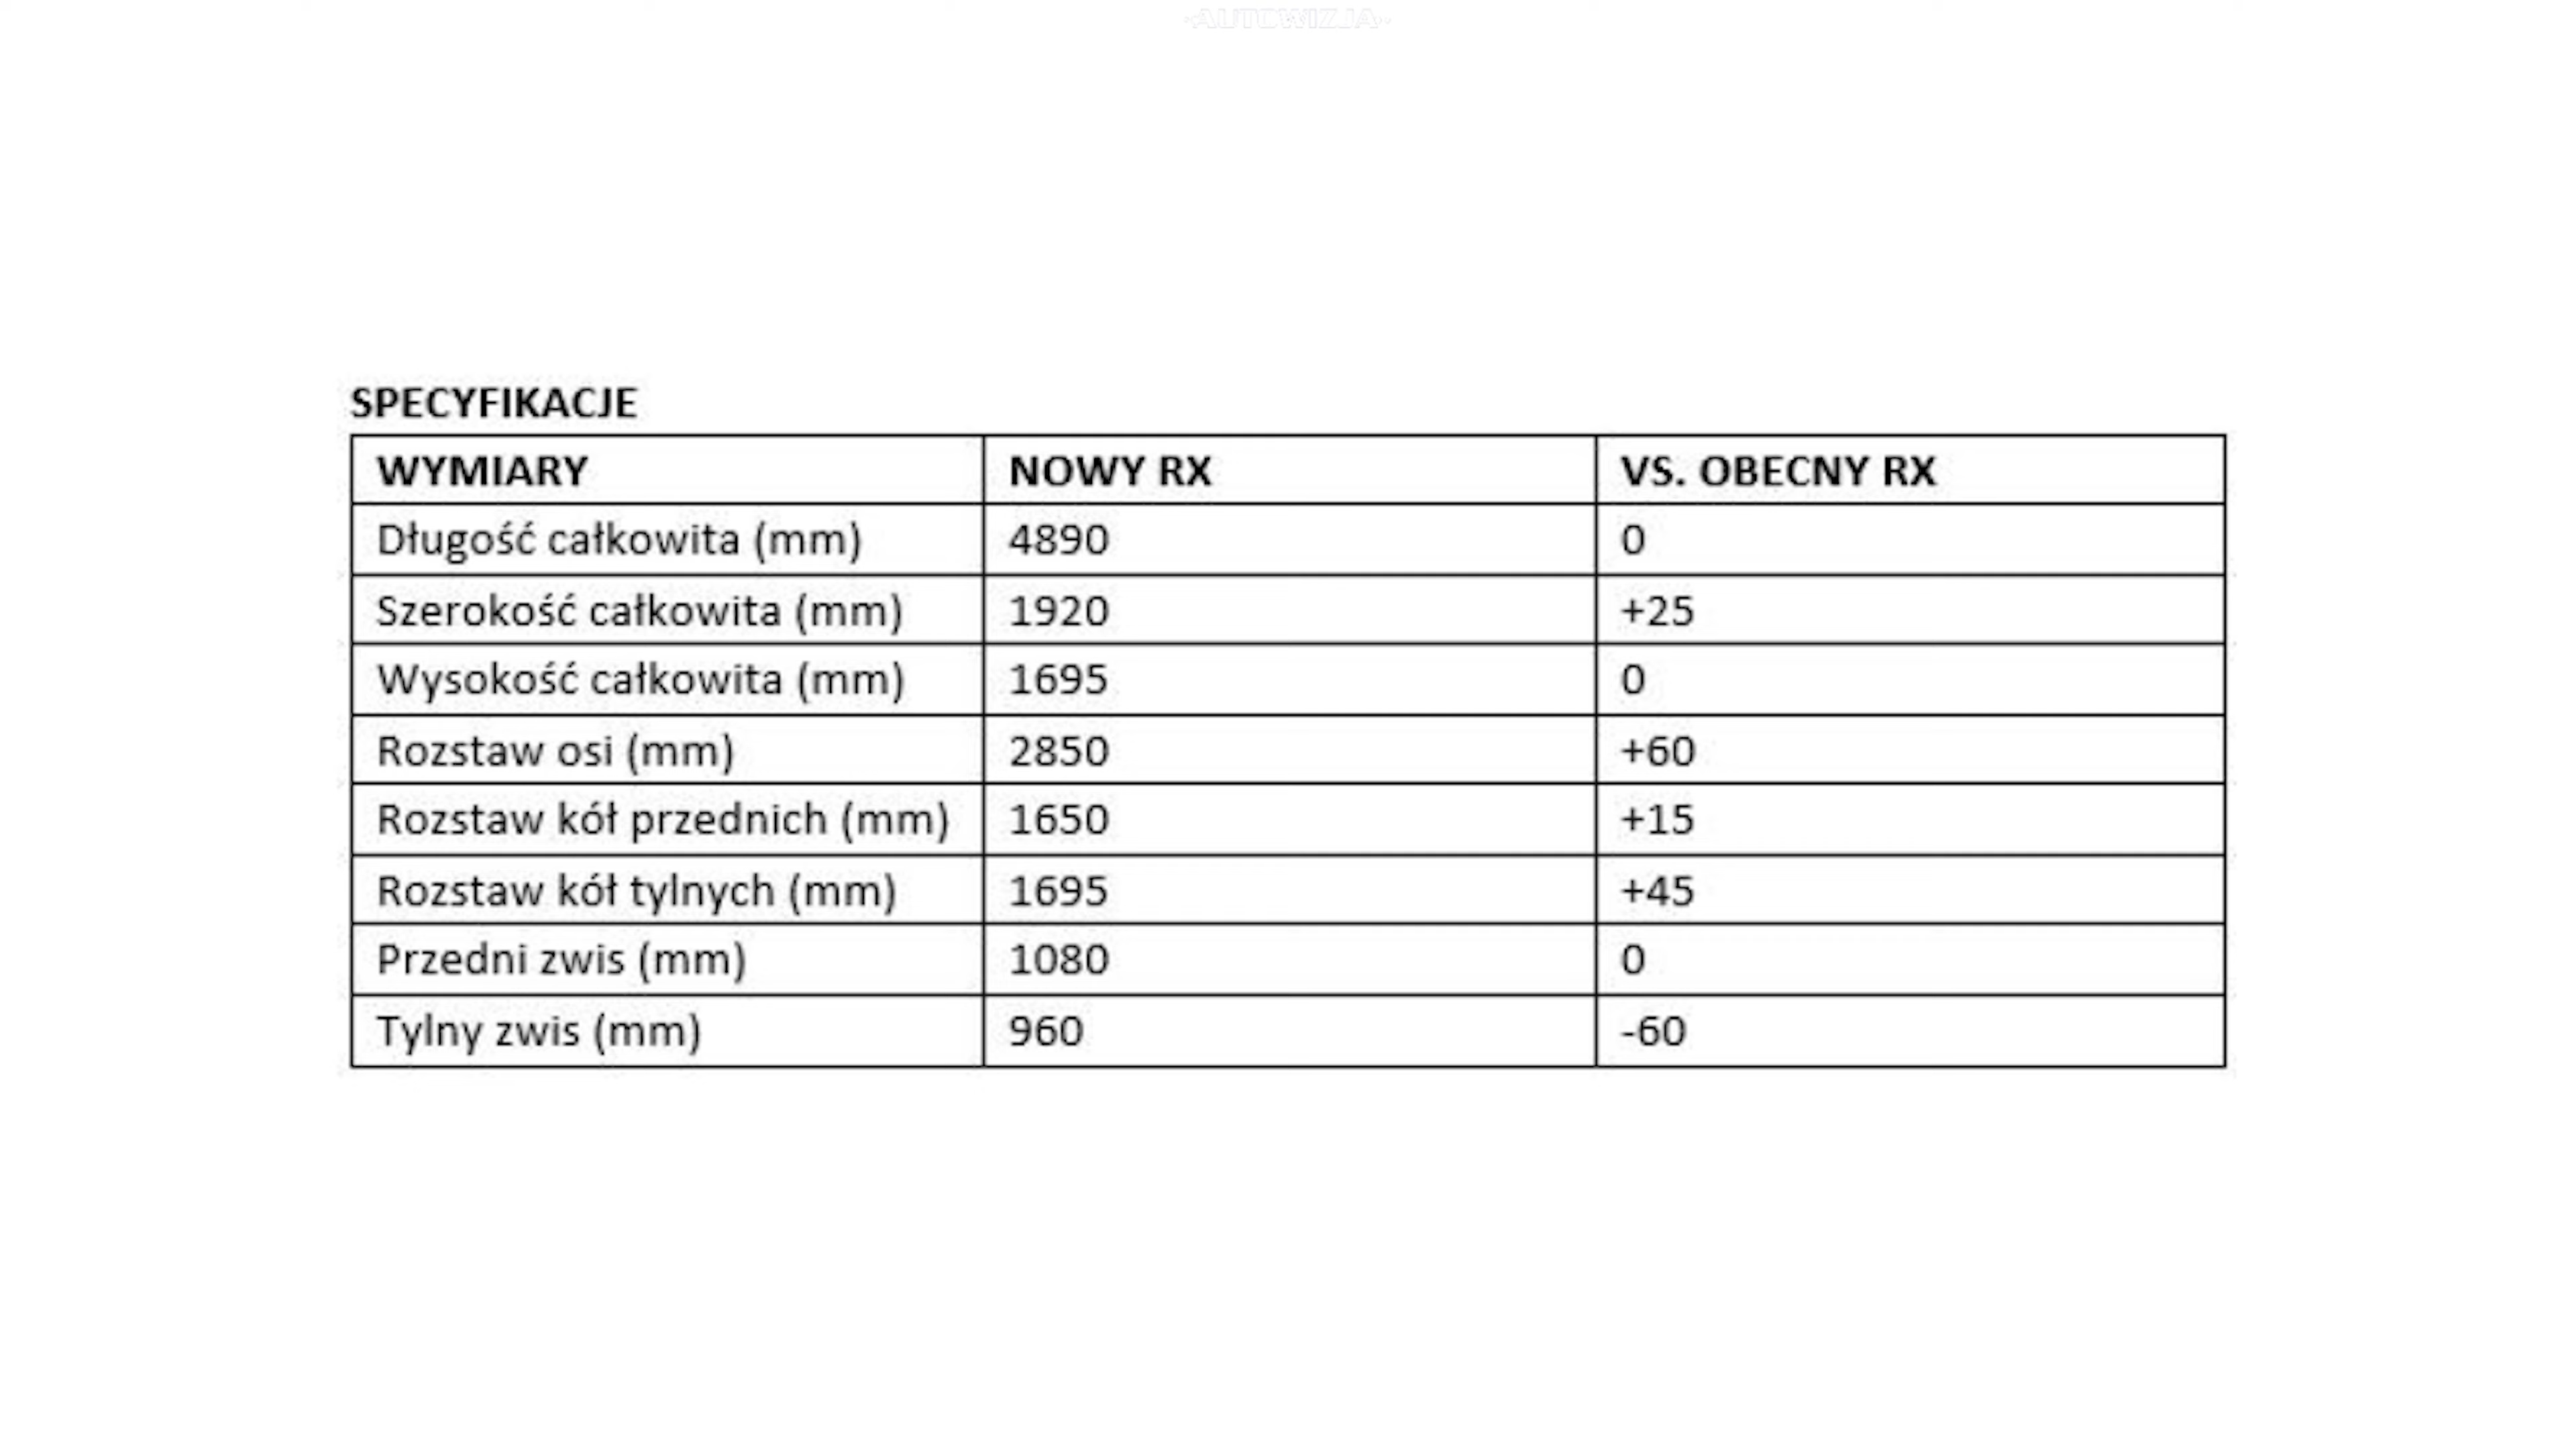 AUTOWIZJA
SPECYFIKACJE
WYMIARY NOWY RX VS. OBECNY RX
Długość całkowita (mm) 4890 0
Szerokość całkowita (mm) 1920 +25
Wysokość całkowita (mm) 1695 0
Rozstaw osi (mm) 2850 +60
Rozstaw kół przednich (mm) 1650 +15
Rozstaw kół tylnych (mm) 1695 +45
Przedni zwis (mm) 1080 0
Tylny zwis (mm) 960 -60